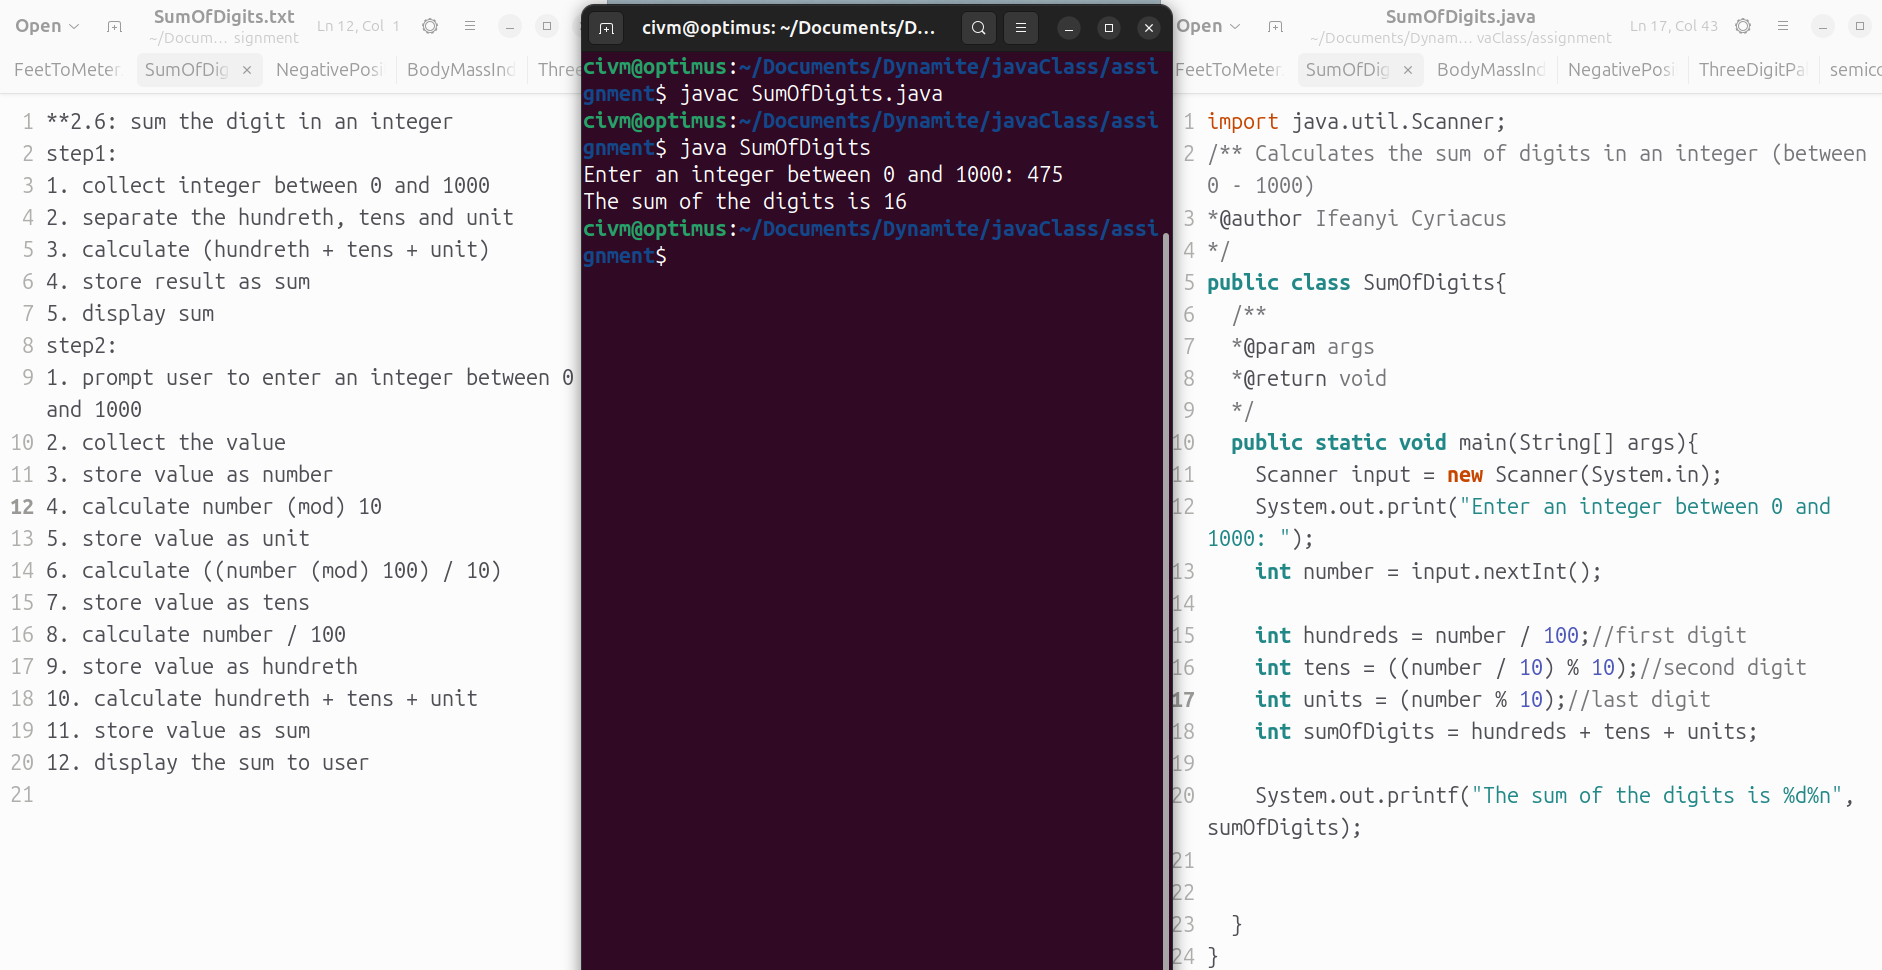 Open
SumOfDigits.txt
~/Docum... signment
Ln 12, Col 1
FeetToMeter
SumOfDig
NegativePosi
BodyMassInd
Three
1 **2.6: sum the digit in an integer
2 step1:
3 1. collect integer between 0 and 1000
4 2. separate the hundreth, tens and unit
5 3. calculate (hundreth + tens + unit)
6 4. store result as sum
7 5. display sum
8 step2:
9 1. prompt user to enter an integer between 0
and 1000
10 2. collect the value
11 3. store value as number
12 4. calculate number (mod) 10
13 5. store value as unit
14 6. calculate ((number (mod) 100) / 10)
15 7. store value as tens
16 8. calculate number / 100
17 9. store value as hundreth
18 10. calculate hundreth + tens + unit
19 11. store value as sum
20 12. display the sum to user
21
civm@optimus: ~/Documents/D...
civm@optimus:~/Documents/Dynamite/javaClass/assi
gnment$ javac SumOfDigits.java
civm@optimus:~/Documents/Dynamite/javaClass/assi
gnment$ java SumOfDigits
Enter an integer between 0 and 1000: 475
The sum of the digits is 16
civm@optimus:~/Documents/Dynamite/javaClass/assi
gnment$
Open
SumOfDigits.java
~/Documents/Dynam... vaClass/assignment
Ln 17, Col 43
FeetToMeter
SumOfDig
BodyMassInd
NegativePosi
ThreeDigitPal
semico
1 import java.util.Scanner;
2 /** Calculates the sum of digits in an integer (between
0 - 1000)
3 *@author Ifeanyi Cyriacus
4 */
5 public class SumOfDigits{
6 /**
7 *@param args
8 *@return void
9 */
10 public static void main(String[] args){
11 Scanner input = new Scanner(System.in);
12 System.out.print("Enter an integer between 0 and
1000: ");
13 int number = input.nextInt();
14
15 int hundreds = number / 100;//first digit
16 int tens = ((number / 10) % 10);//second digit
17 int units = (number % 10);//last digit
18 int sumOfDigits = hundreds + tens + units;
19
20 System.out.printf("The sum of the digits is %d%n",
sumOfDigits);
21
22
23 }
24 }